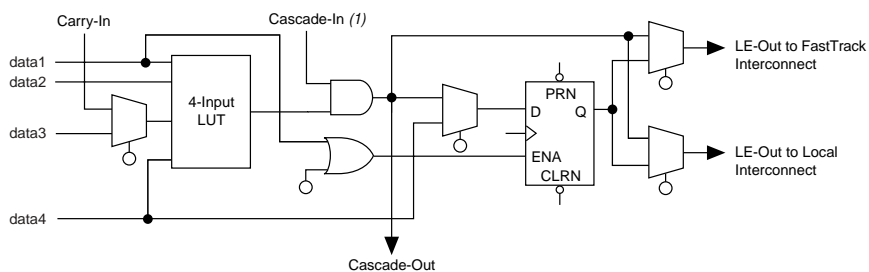 Carry-In
Cascade-In (1)
data1
data2
data3
data4
4-Input
LUT
PRN
D
Q
ENA
CLRN
LE-Out to FastTrack
Interconnect
LE-Out to Local
Interconnect
Cascade-Out